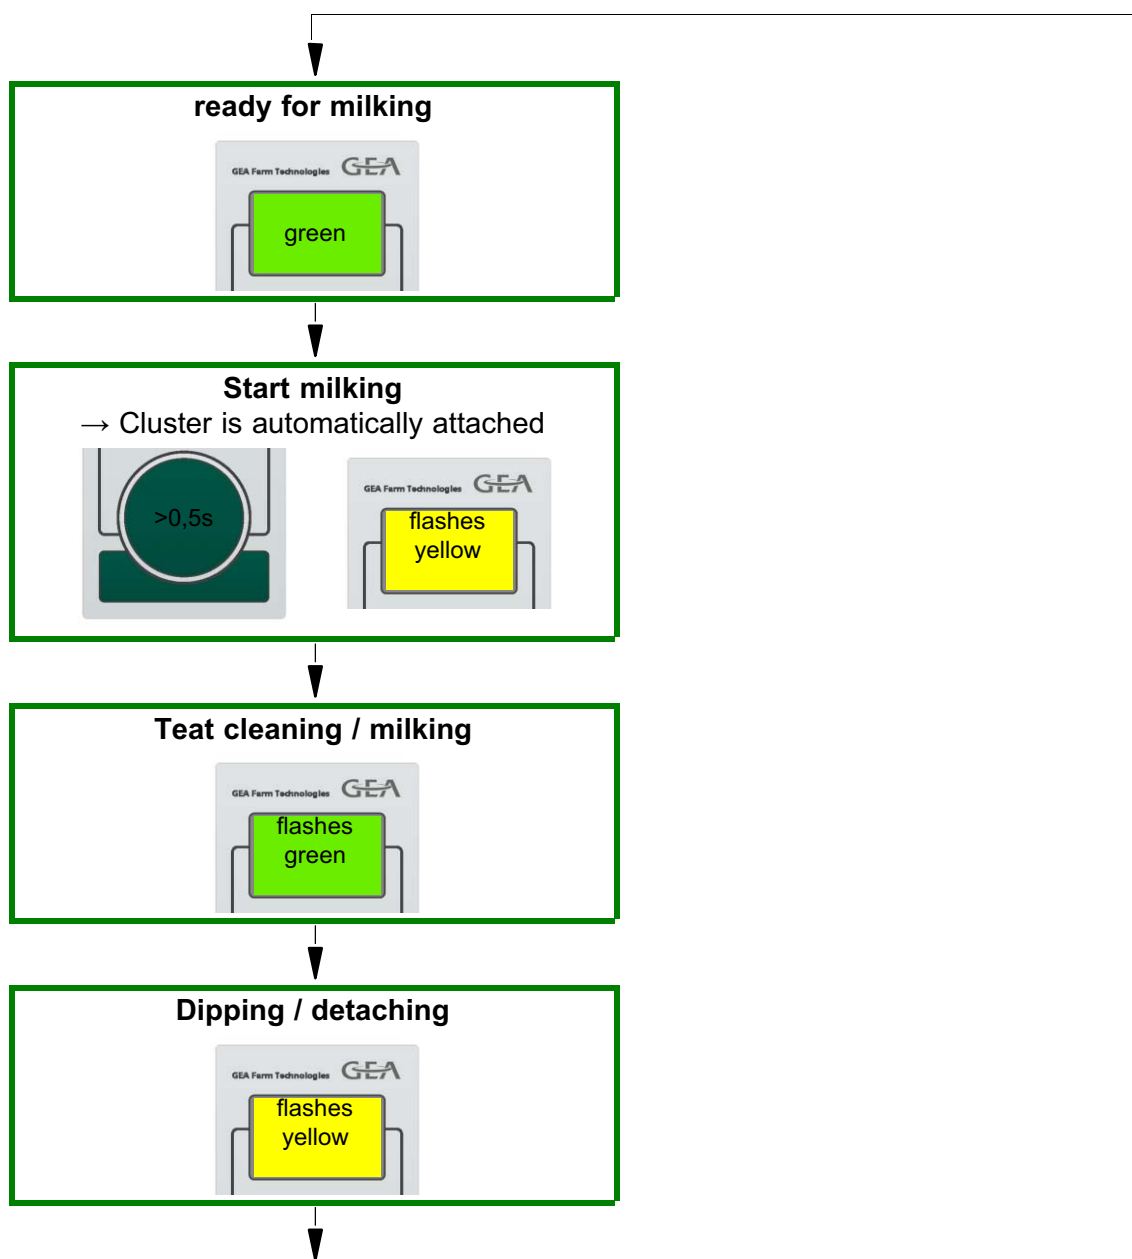 ready for milking
GEA Farm Technologies GEA
green
Start milking
→ Cluster is automatically attached
>0,5s
GEA Farm Technologies GEA
flashes
yellow
Teat cleaning / milking
GEA Farm Technologies GEA
flashes
green
Dipping / detaching
GEA Farm Technologies GEA
flashes
yellow